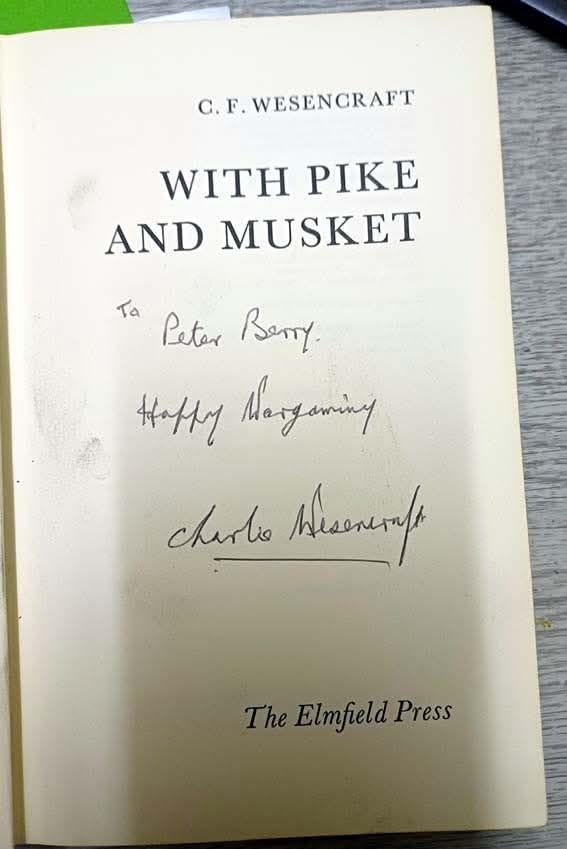 C. F. WESENCRAFT
WITH PIKE
AND MUSKET
To Peter Berry.
Happy Wargaming
Charlie Wesencraft
The Elmfield Press